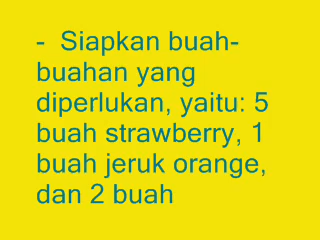 -  Siapkan buah-
buahan yang
diperlukan, yaitu: 5
buah strawberry, 1
buah jeruk orange,
dan 2 buah